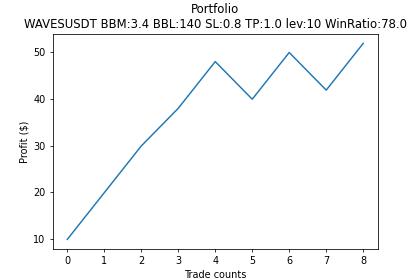 Portfolio
WAVESUSDT BBM:3.4 BBL:140 SL:0.8 TP:1.0 lev:10 WinRatio:78.0
50
40
30
20
10
Profit ($)
0 1 2 3 4 5 6 7 8
Trade counts